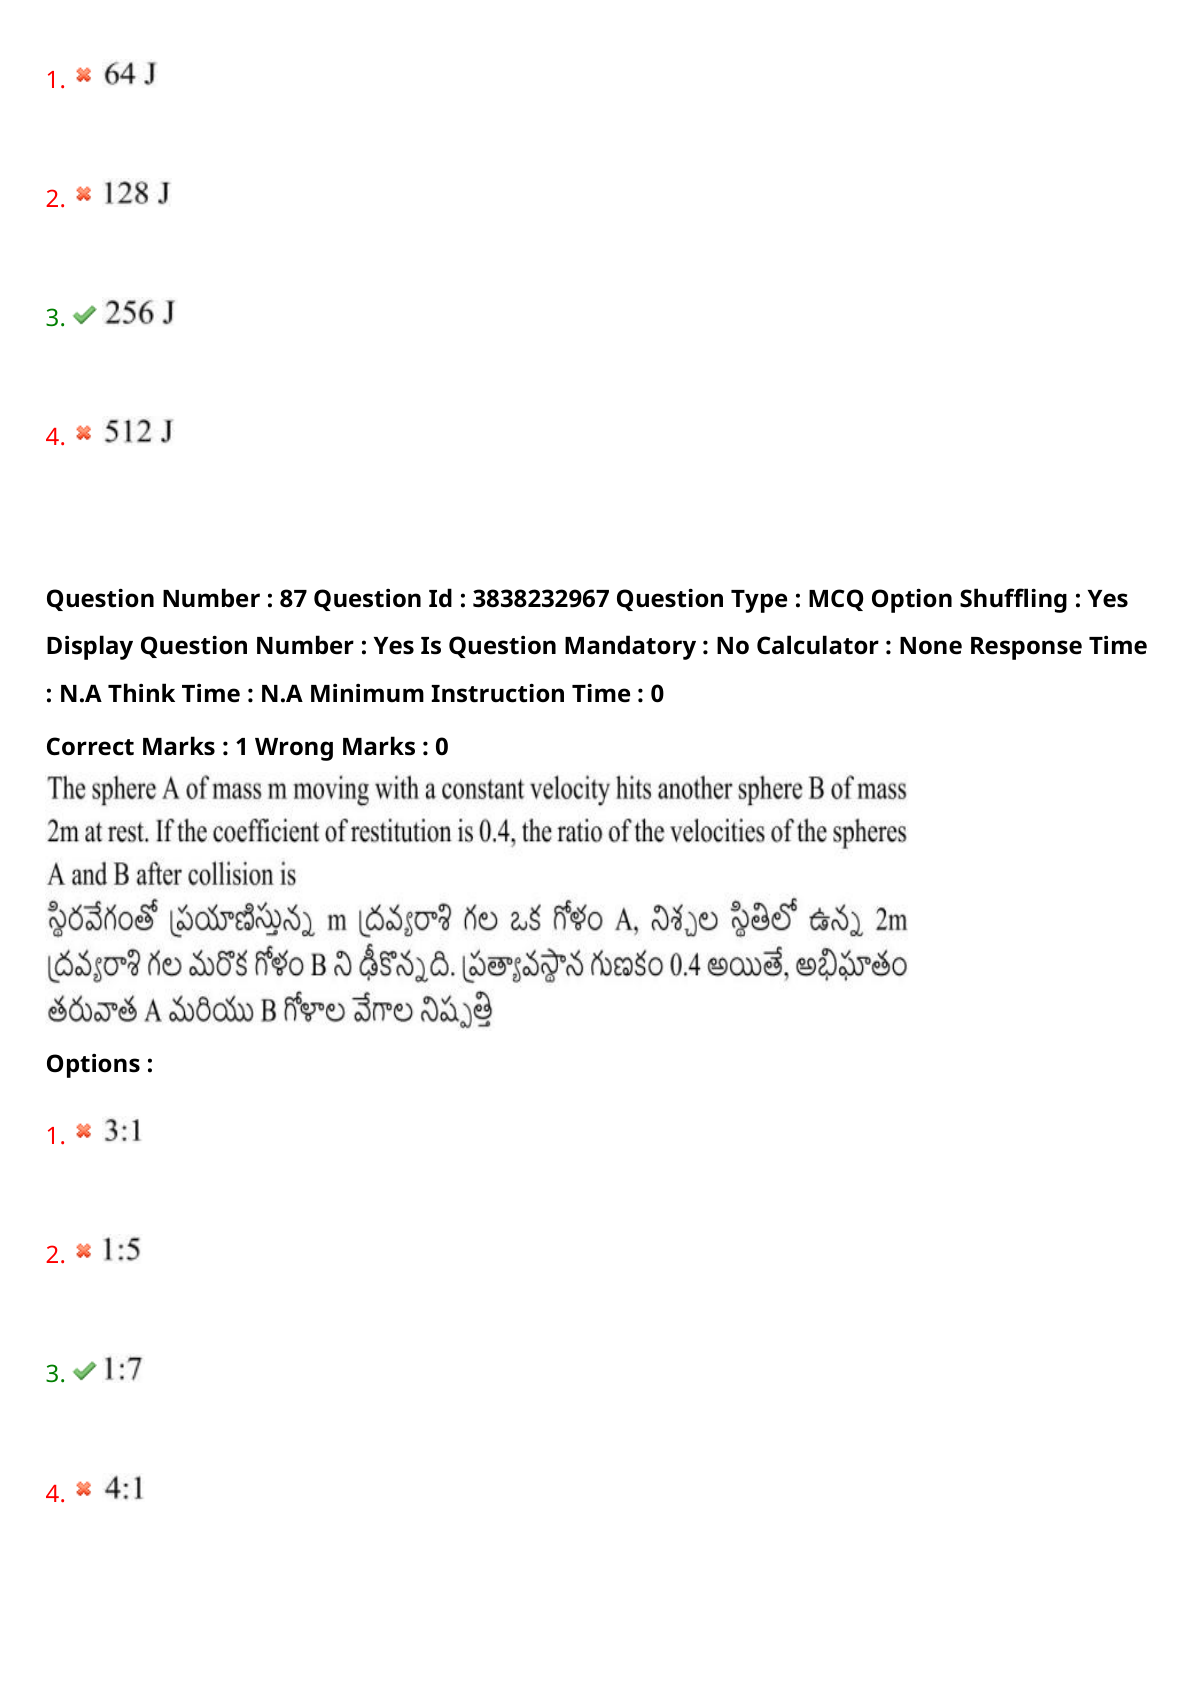 1. 64 J
2. 128 J
3. 256 J
4. 512 J
Question Number : 87 Question Id : 3838232967 Question Type : MCQ Option Shuffling : Yes
Display Question Number : Yes Is Question Mandatory : No Calculator : None Response Time
: N.A Think Time : N.A Minimum Instruction Time : 0
Correct Marks : 1 Wrong Marks : 0
The sphere A of mass m moving with a constant velocity hits another sphere B of mass
2m at rest. If the coefficient of restitution is 0.4, the ratio of the velocities of the spheres
A and B after collision is
స్థిరవేగంతో ప్రయాణిస్తున్న m ద్రవ్యరాశి గల ఒక గోళం A, నిశ్చల స్థితిలో ఉన్న 2m
ద్రవ్యరాశి గల మరొక గోళం B ని ఢీకొన్నది. ప్రత్యావస్థాన గుణకం 0.4 అయితే, అభిఘాతం
తరువాత A మరియు B గోళాల వేగాల నిష్పత్తి
Options :
1. 3:1
2. 1:5
3. 1:7
4. 4:1